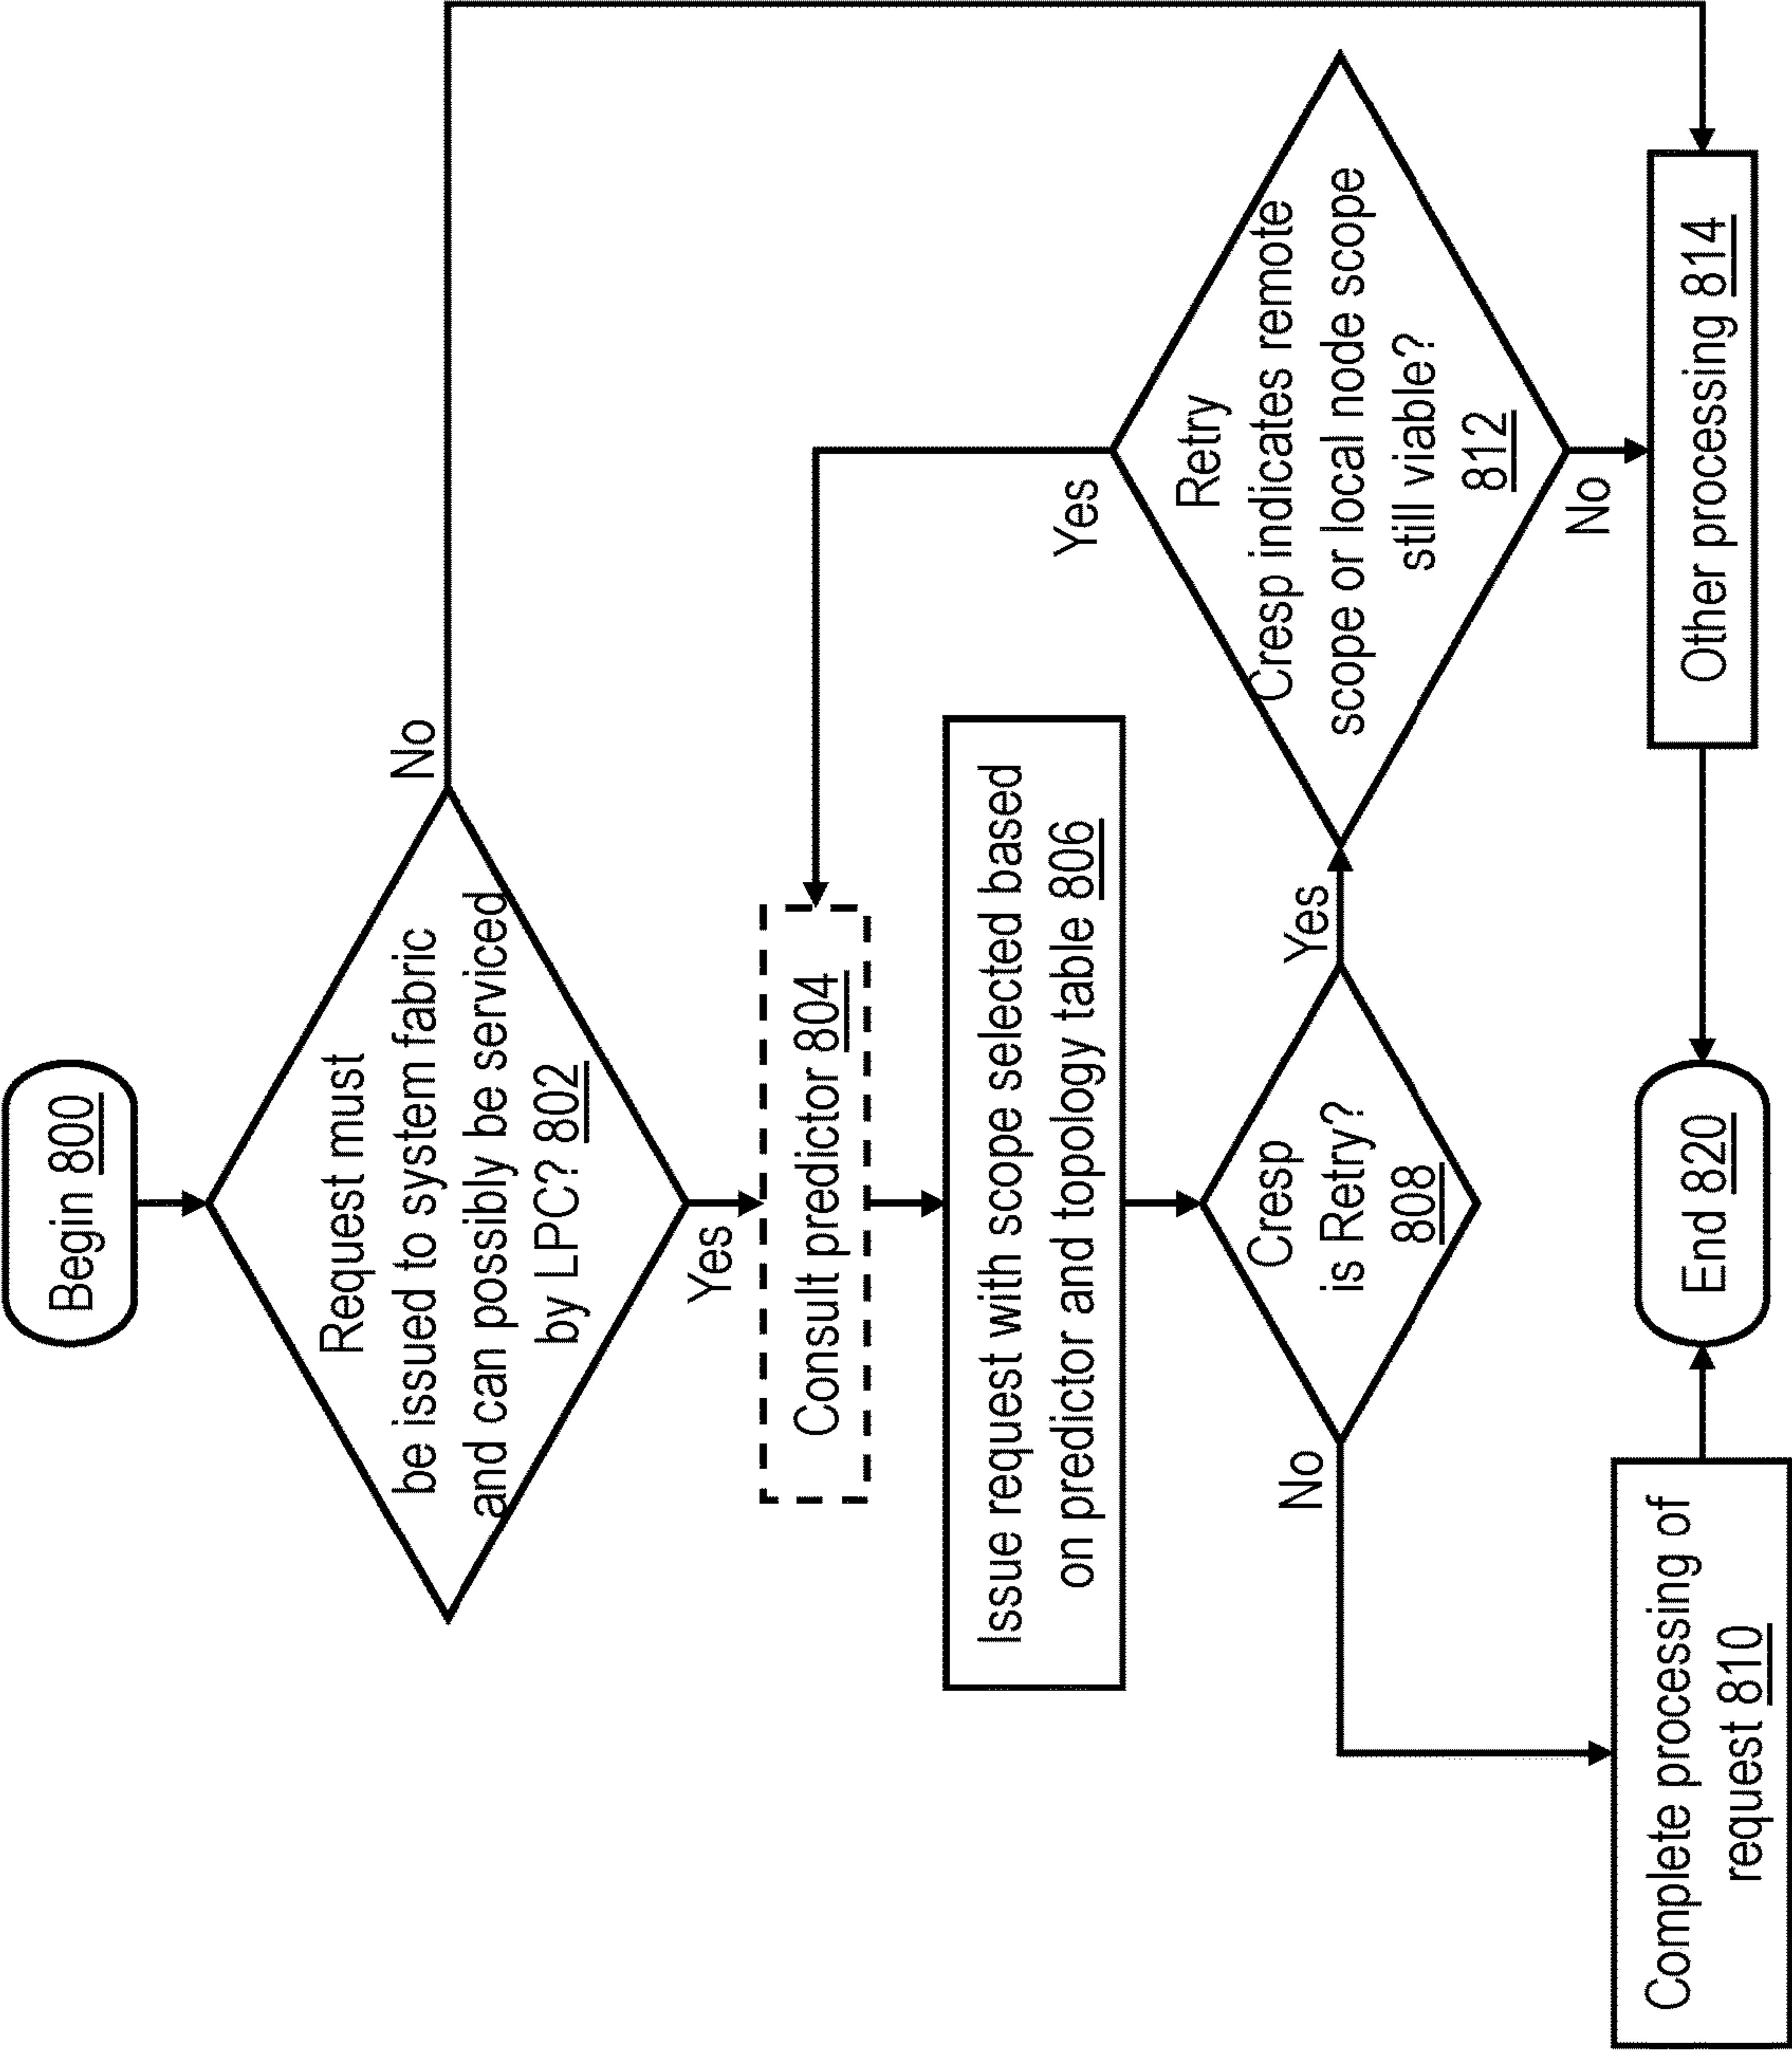 Begin 800
Request must
be issued to system fabric
and can possibly be serviced
by LPC? 802
No
Yes
Consult predictor 804
Issue request with scope selected based
on predictor and topology table 806
Cresp
is Retry?
808
No
Yes
Retry
Cresp indicates remote
scope or local node scope
still viable?
812
Yes
No
Complete processing of
request 810
End 820
Other processing 814